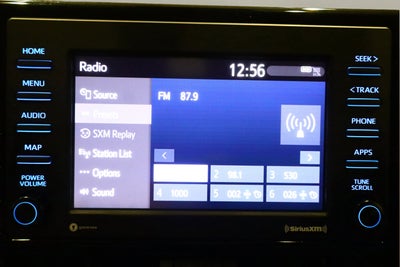 HOME
MENU
AUDIO
MAP
POWER
VOLUME
Radio
12:56
Source
Presets
SXM Replay
Station List
Options
Sound
FM 87.9
<
>
2 98.1
3 530
4 1000
5 002
6 026
SEEK >
< TRACK
PHONE
APPS
TUNE
SCROLL
SiriusXM